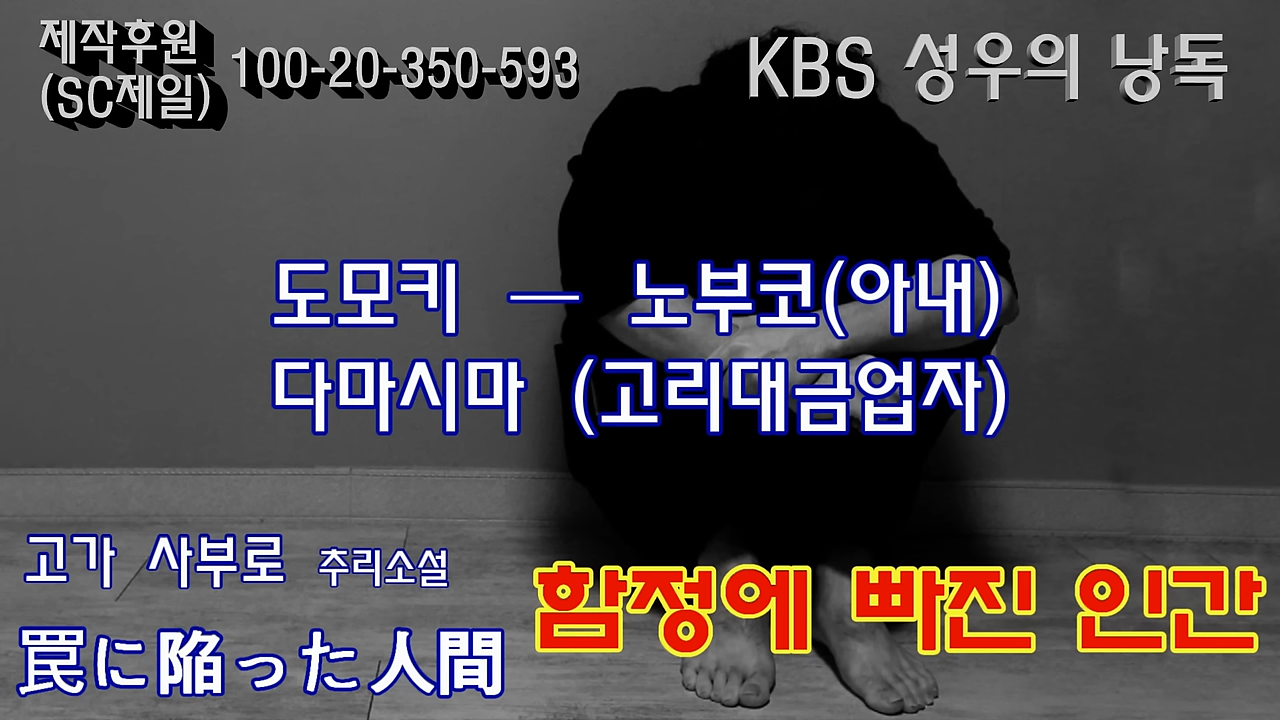 제작후원
(SC제일)
100-20-350-593
KBS 성우의 낭독
도모키 — 노부코(아내)
다마시마 (고리대금업자)
고가 사부로 추리소설
罠に陥った人間
함정에 빠진 인간